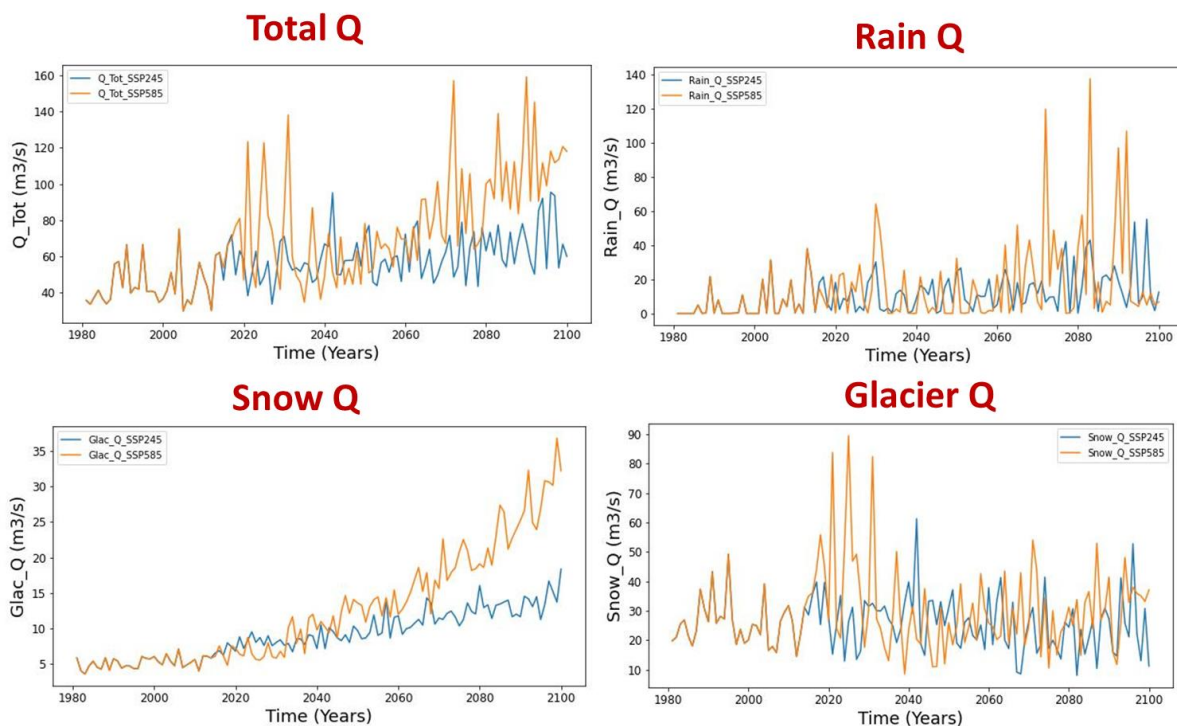 Total Q
Q_Tot_SSP245
Q_Tot_SSP585
160
140
120
100
80
60
40
Q_Tot (m3/s)
1980
2000
2020
2040
2060
2080
2100
Time (Years)
Rain Q
Rain_Q_SSP245
Rain_Q_SSP585
140
120
100
80
60
40
20
0
Rain_Q (m3/s)
1980
2000
2020
2040
2060
2080
2100
Time (Years)
Snow Q
Glac_Q_SSP245
Glac_Q_SSP585
35
30
25
20
15
10
5
Glac_Q (m3/s)
1980
2000
2020
2040
2060
2080
2100
Time (Years)
Glacier Q
Snow_Q_SSP245
Snow_Q_SSP585
90
80
70
60
50
40
30
20
10
Snow_Q (m3/s)
1980
2000
2020
2040
2060
2080
2100
Time (Years)